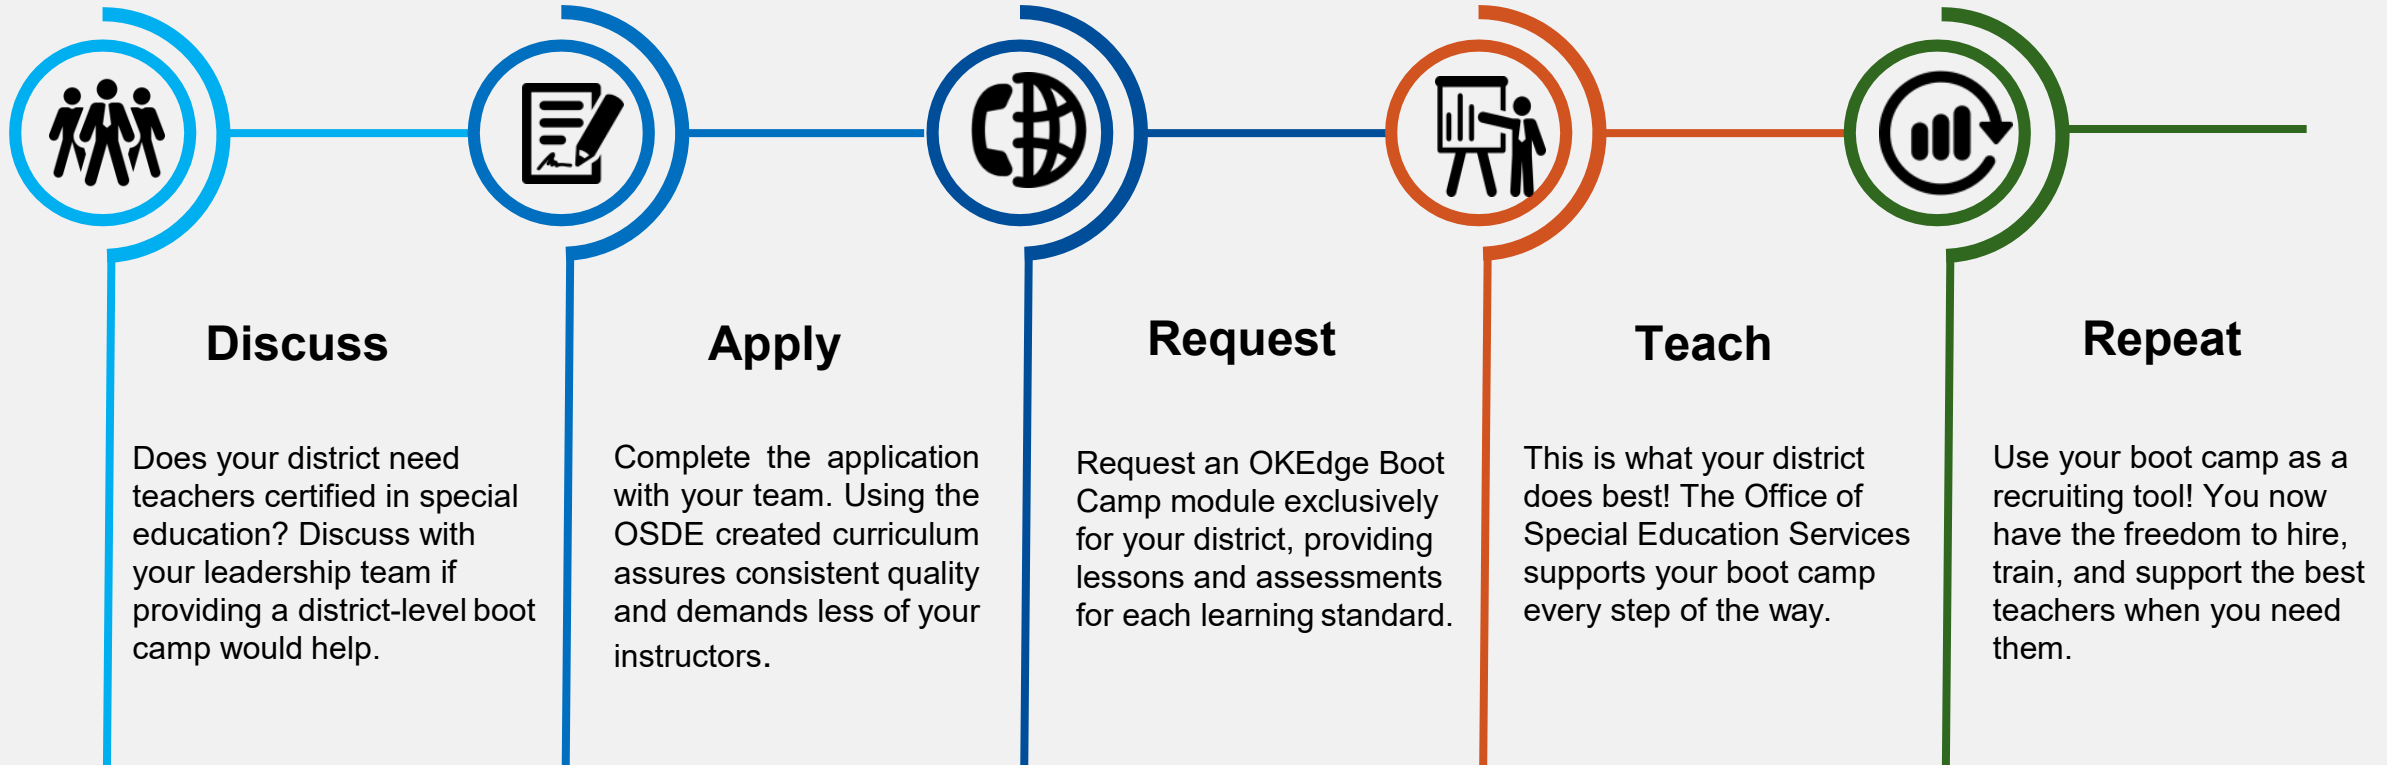 Discuss
Does your district need
teachers certified in special
education? Discuss with
your leadership team if
providing a district-level boot
camp would help.
Apply
Complete the application
with your team. Using the
OSDE created curriculum
assures consistent quality
and demands less of your
instructors.
Request
Request an OKEdge Boot
Camp module exclusively
for your district, providing
lessons and assessments
for each learning standard.
Teach
This is what your district
does best! The Office of
Special Education Services
supports your boot camp
every step of the way.
Repeat
Use your boot camp as a
recruiting tool! You now
have the freedom to hire,
train, and support the best
teachers when you need
them.